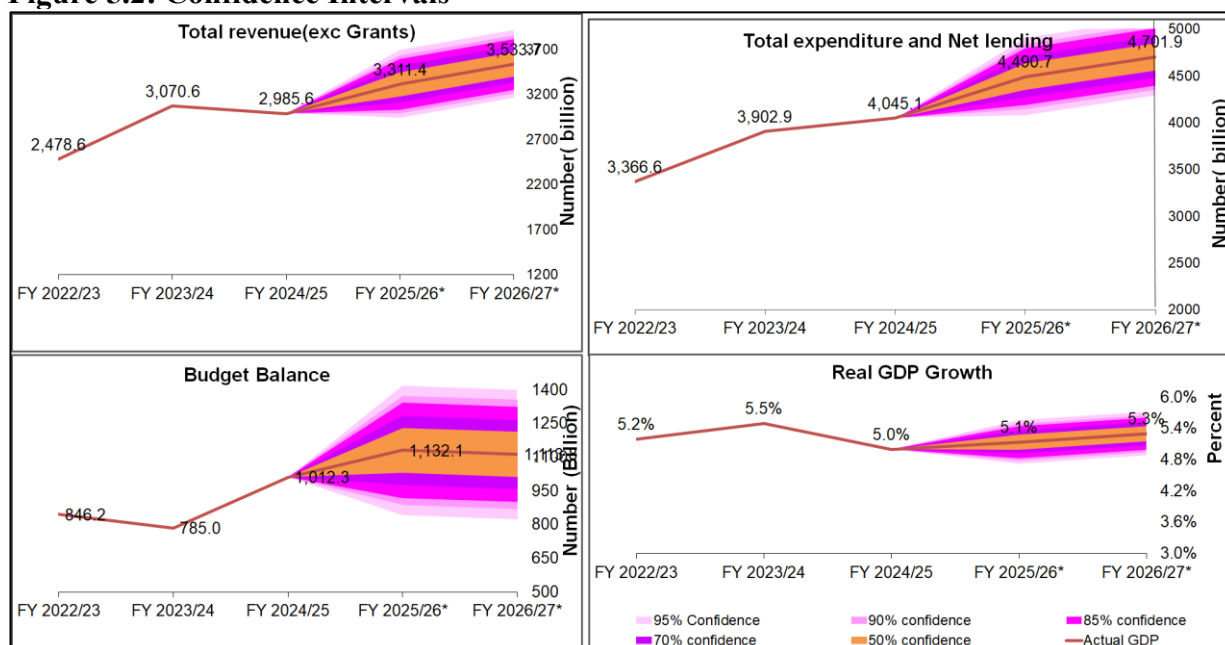 Figure 3.2: Confidence Intervals
Total revenue(exc Grants)
2,478.6
3,070.6
2,985.6
3,311.4
3,533.7
3700
3200
2700
2200
1700
1200
Number( billion)
FY 2022/23 FY 2023/24 FY 2024/25 FY 2025/26* FY 2026/27*
Total expenditure and Net lending
3,366.6
3,902.9
4,045.1
4,490.7
4,701.9
5000
4500
4000
3500
3000
2500
2000
Number( billion)
FY 2022/23 FY 2023/24 FY 2024/25 FY 2025/26* FY 2026/27*
Budget Balance
846.2
785.0
1,012.3
1,132.1
1400
1250
950
800
650
500
Number (Billion)
FY 2022/23 FY 2023/24 FY 2024/25 FY 2025/26* FY 2026/27*
Real GDP Growth
5.2%
5.5%
5.0%
5.1%
5.3%
6.0%
5.4%
4.8%
4.2%
3.6%
3.0%
Percent
FY 2022/23 FY 2023/24 FY 2024/25 FY 2025/26* FY 2026/27*
95% Confidence 90% confidence 85% confidence
70% confidence 50% confidence Actual GDP